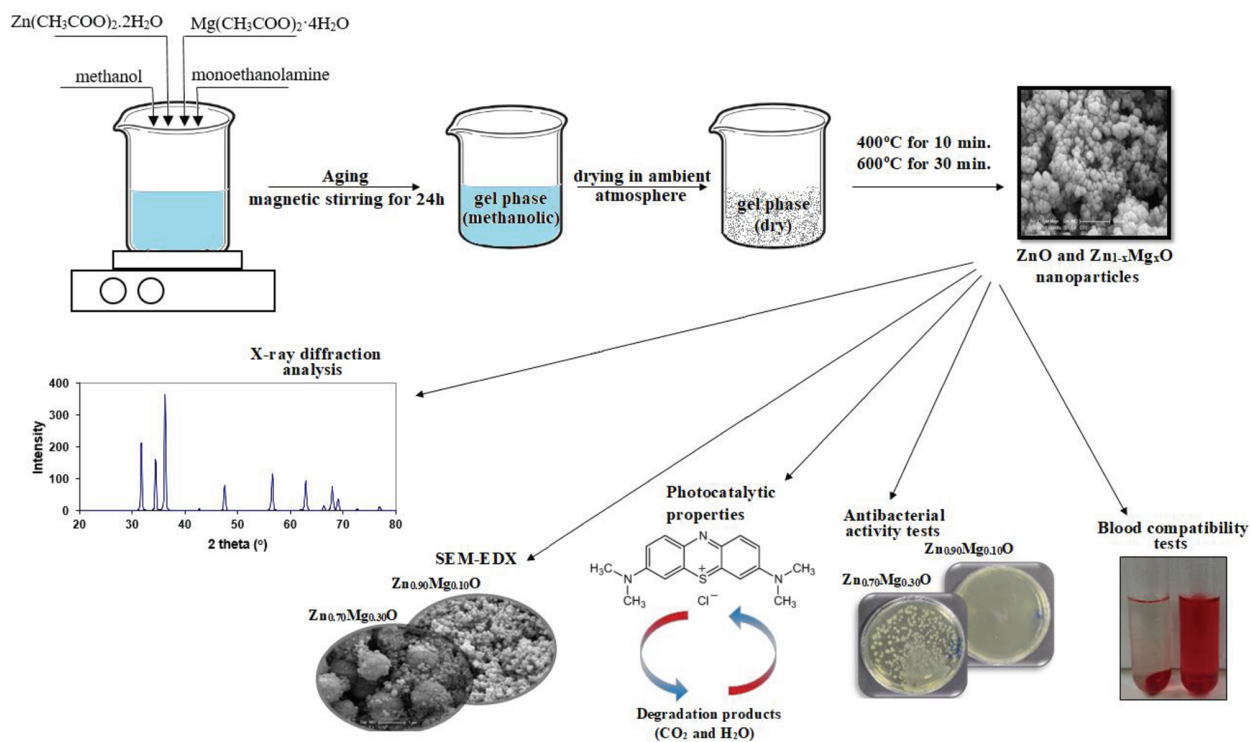 Zn(CH₃COO)₂.2H₂O
Mg(CH₃COO)₂·4H₂O
methanol
monoethanolamine
Aging
magnetic stirring for 24h
gel phase
(methanolic)
drying in ambient
atmosphere
gel phase
(dry)
400°C for 10 min.
600°C for 30 min.
ZnO and Zn₁₋ₓMgₓO
nanoparticles
X-ray diffraction
analysis
400
300
200
100
0
Intensity
20 30 40 50 60 70 80
2 theta (°)
SEM-EDX
Zn₀.₉₀Mg₀.₁₀O
Zn₀.₇₀Mg₀.₃₀O
Photocatalytic
properties
N
H₃C
N
CH₃
S
+
Cl⁻
N
CH₃
CH₃
Degradation products
(CO₂ and H₂O)
Antibacterial
activity tests
Zn₀.₉₀Mg₀.₁₀O
Zn₀.₇₀Mg₀.₃₀O
Blood compatibility
tests